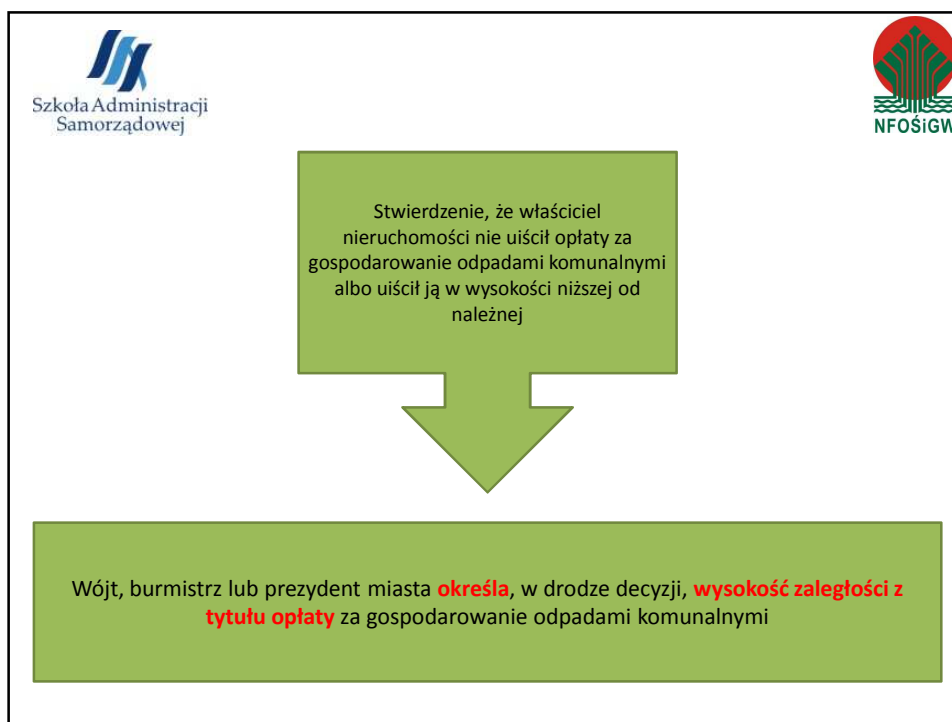 Szkoła Administracji
Samorządowej
NFOŚiGW
Stwierdzenie, że właściciel
nieruchomości nie uiścił opłaty za
gospodarowanie odpadami komunalnymi
albo uiścił ją w wysokości niższej od
należnej
Wójt, burmistrz lub prezydent miasta określa, w drodze decyzji, wysokość zaległości z
tytułu opłaty za gospodarowanie odpadami komunalnymi